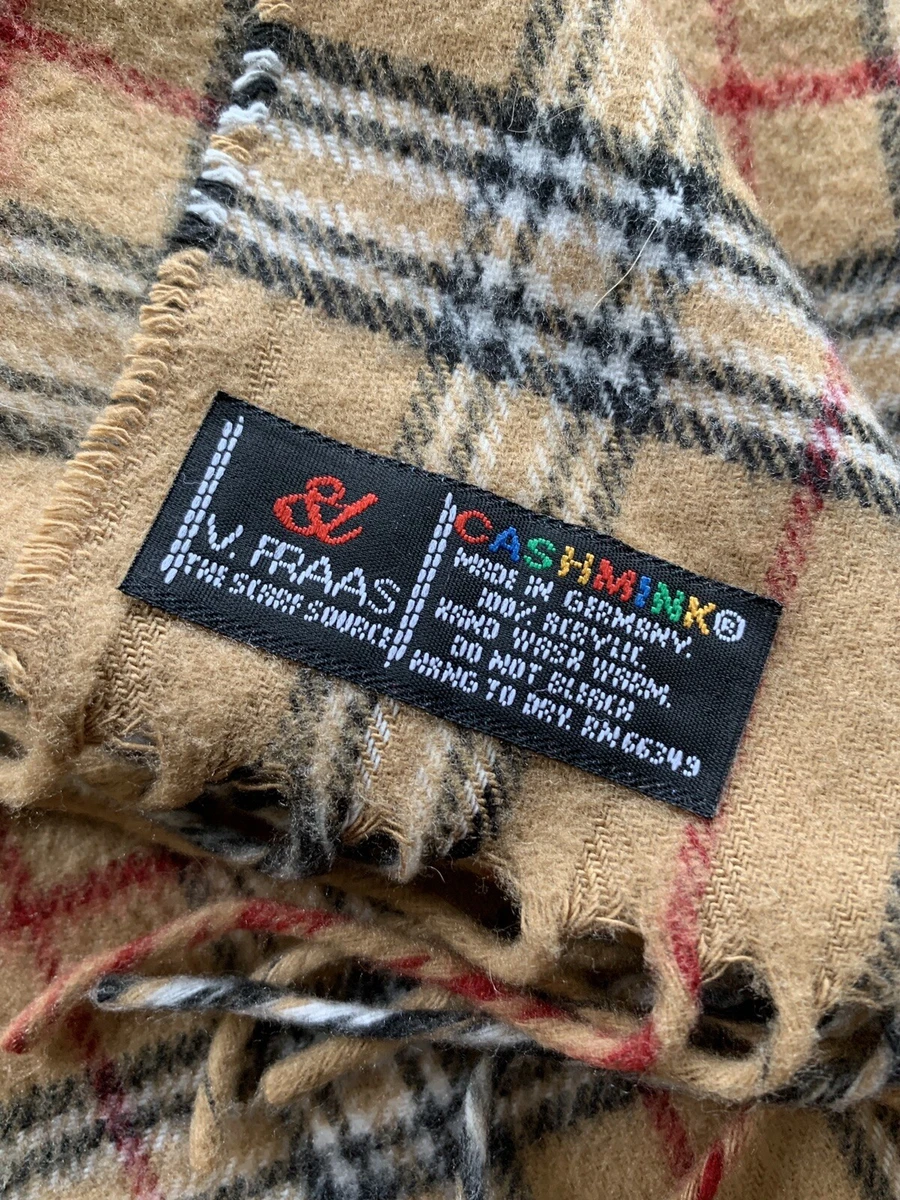 V. FRAAS
THE SCARF SOURCE
CASHMINK®
MADE IN GERMANY.
100% ACRYLIC.
HAND WASH WARM.
DO NOT BLEACH
HANG TO DRY. RN66349